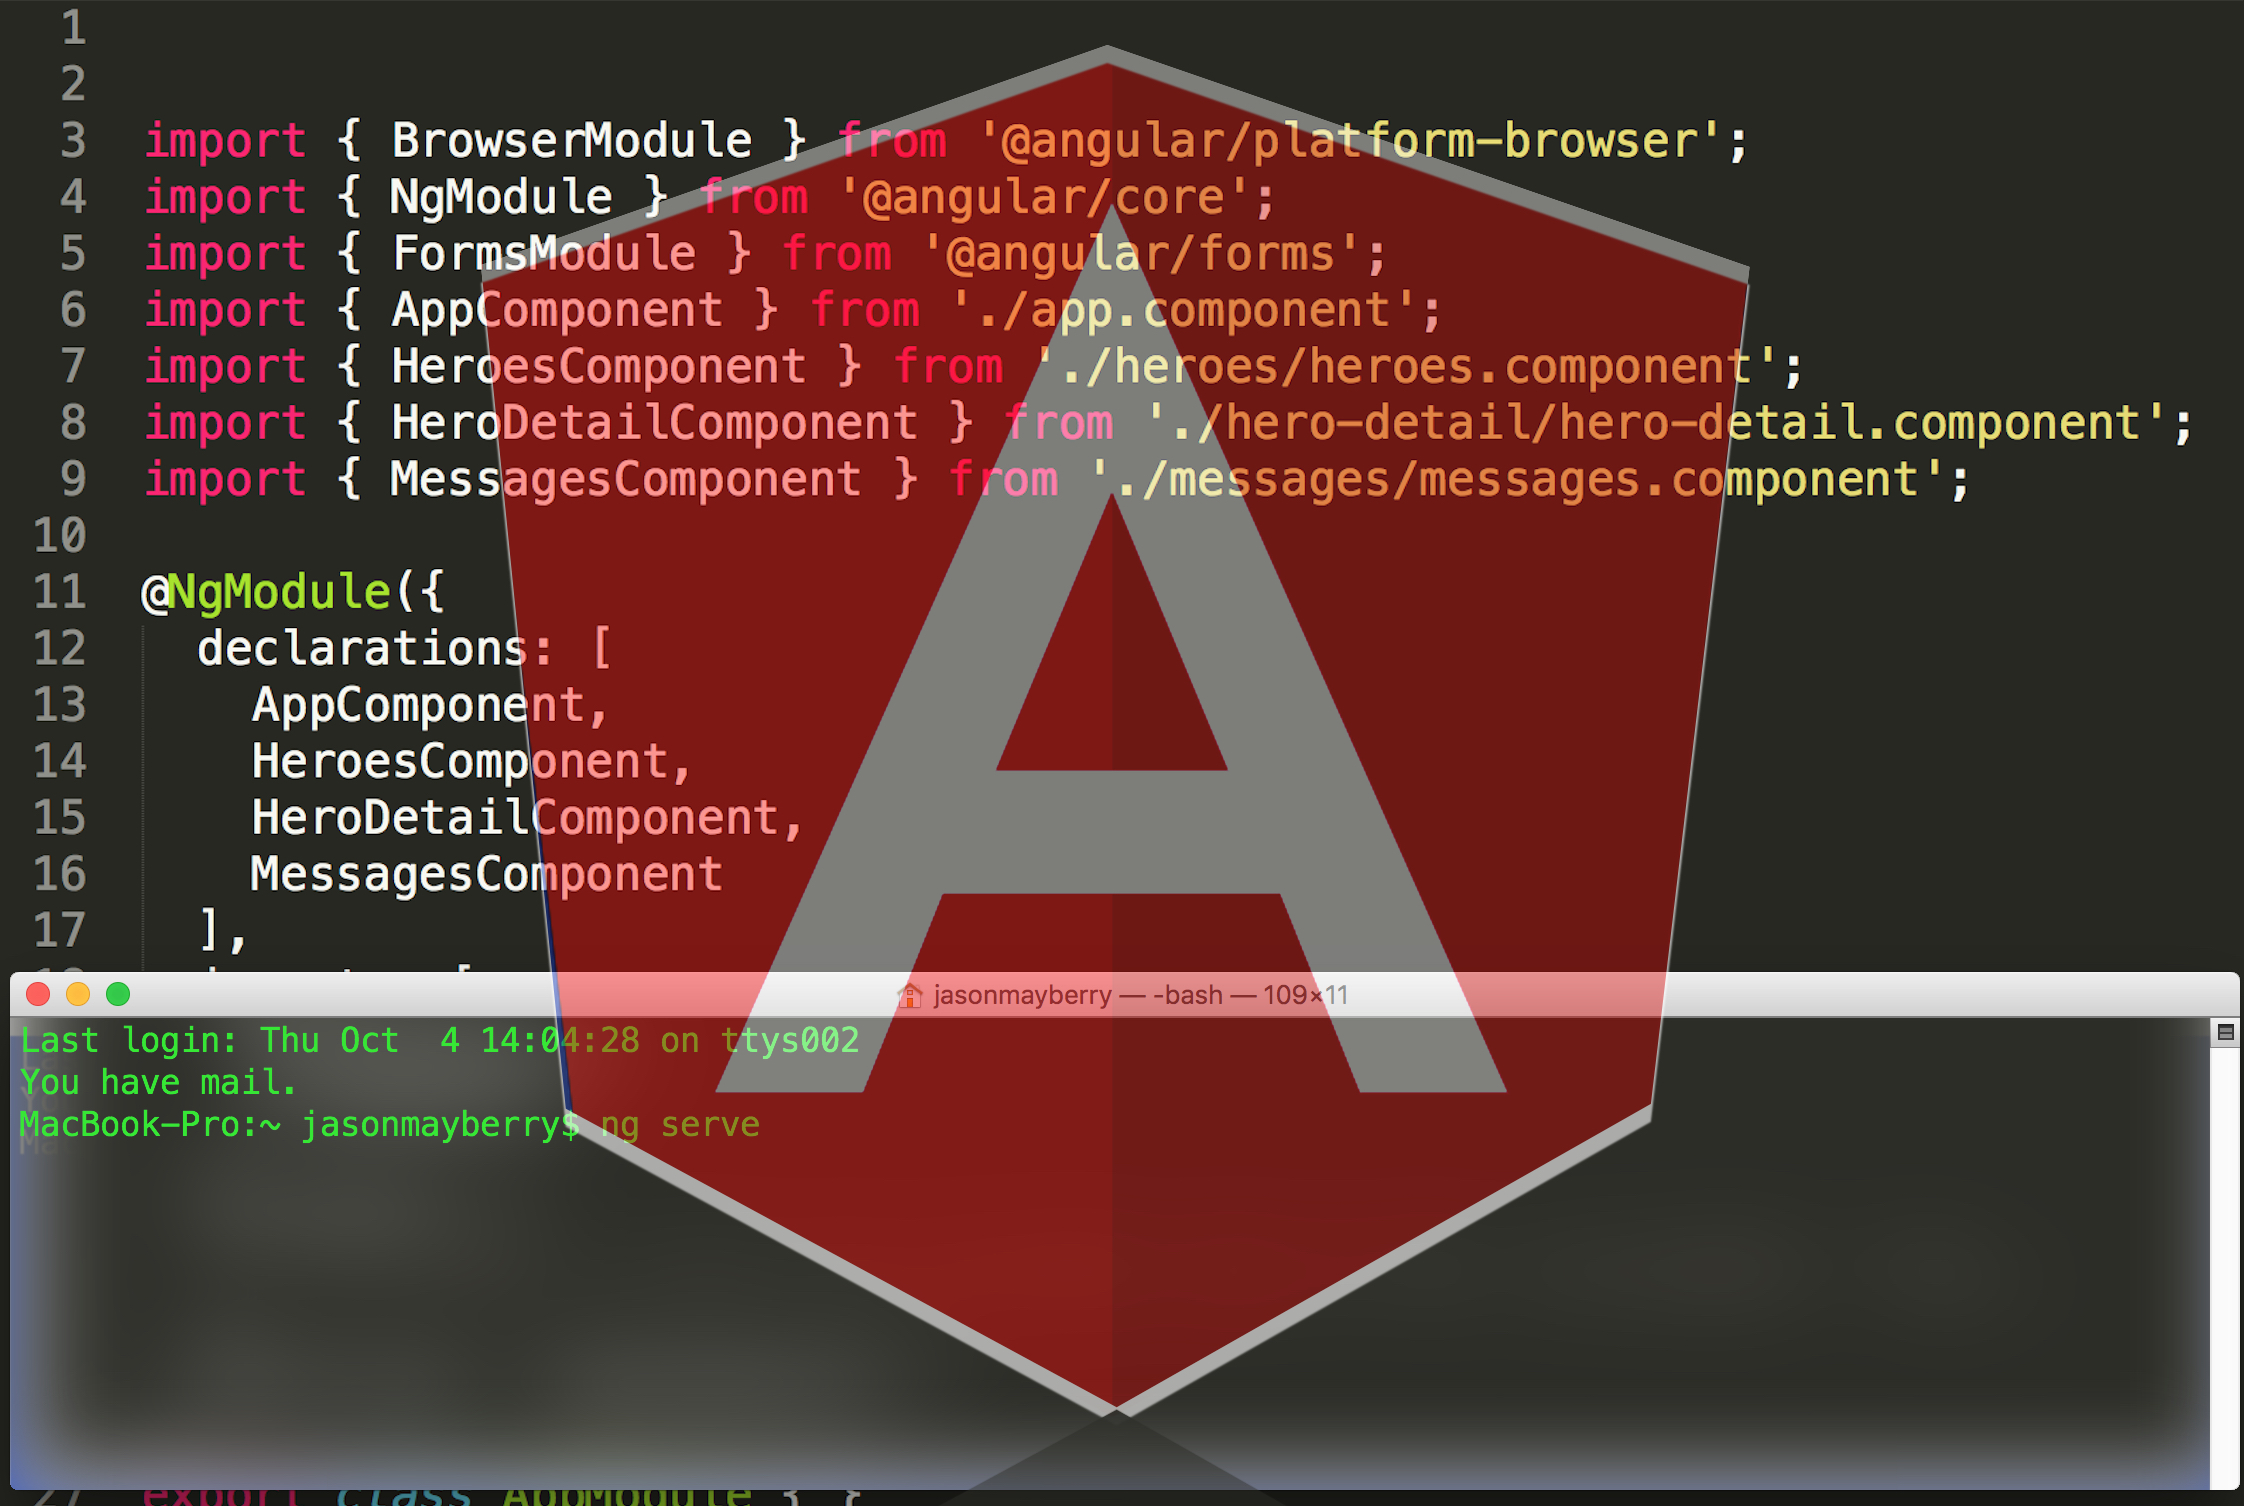 1
2
3 import { BrowserModule } from '@angular/platform-browser';
4 import { NgModule } from '@angular/core';
5 import { FormsModule } from '@angular/forms';
6 import { AppComponent } from './app.component';
7 import { HeroesComponent } from './heroes/heroes.component';
8 import { HeroDetailComponent } from './hero-detail/hero-detail.component';
9 import { MessagesComponent } from './messages/messages.component';
10
11 @NgModule({
12 declarations: [
13 AppComponent,
14 HeroesComponent,
15 HeroDetailComponent,
16 MessagesComponent
17 ],
A
jasonmayberry — -bash — 109×11
Last login: Thu Oct  4 14:04:28 on ttys002
You have mail.
MacBook-Pro:~ jasonmayberry$ ng serve
27 export class AppModule { }